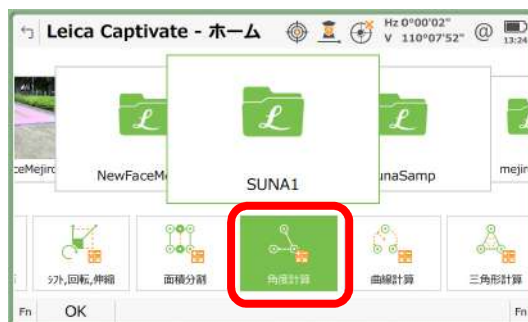 Leica Captivate - ホーム
Hz 0°00'02"
V 110°07'52"
@
13:24
ceMejiro
NewFaceMe
SUNA1
unaSamp
mejir
シフト,回転,伸縮
面積分割
角度計算
曲線計算
三角形計算
Fn
OK
Fn